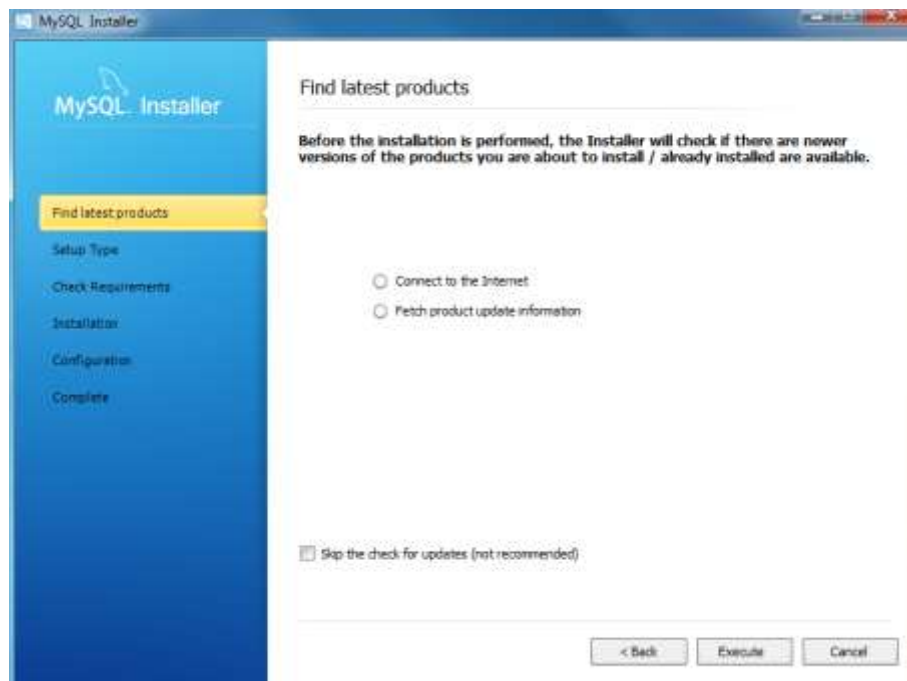 MySQL Installer
MySQL. Installer
Find latest products
Setup Type
Check Requirements
Installation
Configuration
Complete
Find latest products
Before the installation is performed, the Installer will check if there are newer
versions of the products you are about to install / already installed are available.
Connect to the Internet
Fetch product update information
Skip the check for updates (not recommended)
< Back
Execute
Cancel